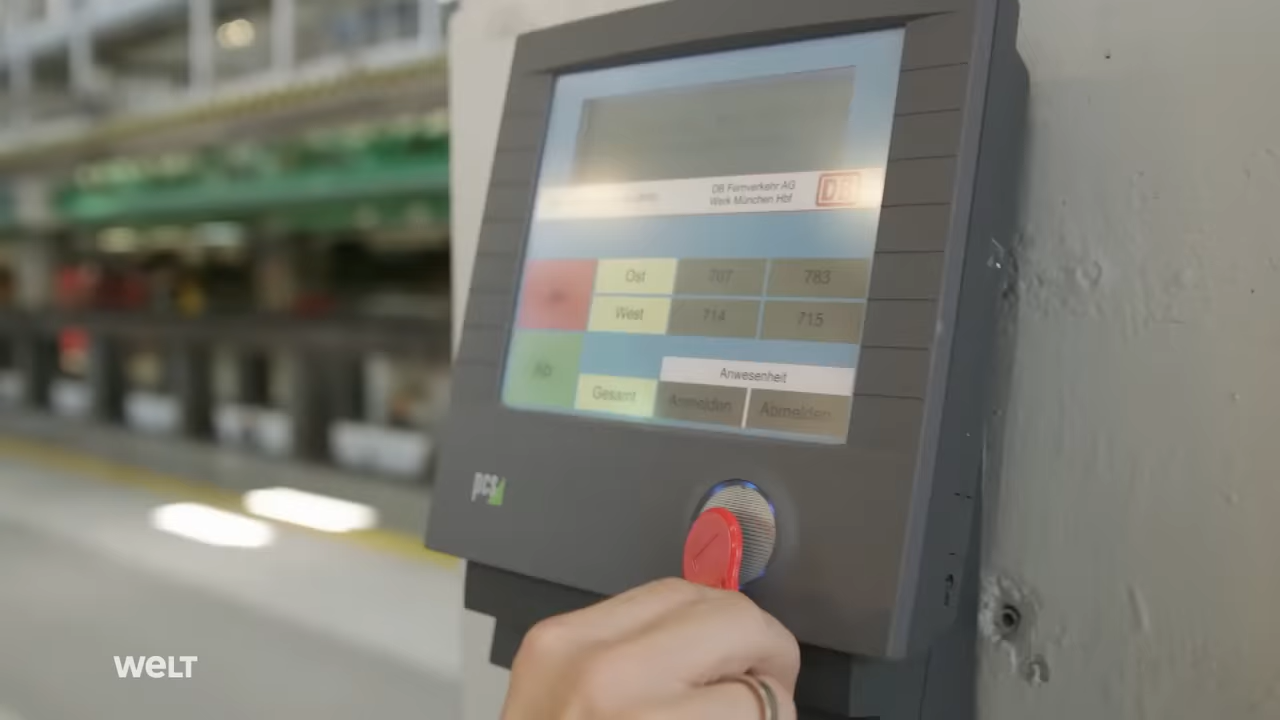 DB Fernverkehr AG
Werk München Hbf
DB
Ost 707 783
West 714 715
Ab
Anwesenheit
Gesamt Anmelden Abmelden
pcs
WELT